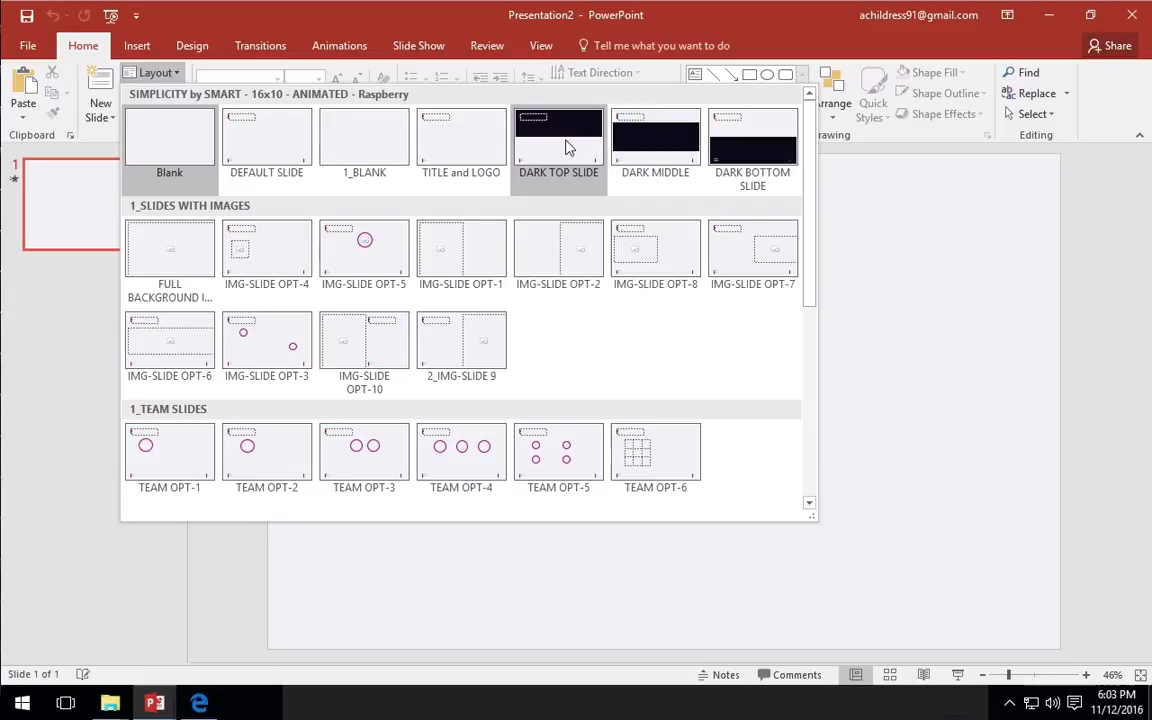 Presentation2 - PowerPoint
achildress91@gmail.com
File
Home
Insert
Design
Transitions
Animations
Slide Show
Review
View
Tell me what you want to do
Share
Paste
New
Slide
Layout
Text Direction
Arrange
Quick
Styles
Shape Fill
Shape Outline
Shape Effects
Find
Replace
Select
Clipboard
rawing
Editing
SIMPLICITY by SMART - 16x10 - ANIMATED - Raspberry
Blank
DEFAULT SLIDE
1_BLANK
TITLE and LOGO
DARK TOP SLIDE
DARK MIDDLE
DARK BOTTOM
SLIDE
1_SLIDES WITH IMAGES
FULL
BACKGROUND I...
IMG-SLIDE OPT-4
IMG-SLIDE OPT-5
IMG-SLIDE OPT-1
IMG-SLIDE OPT-2
IMG-SLIDE OPT-8
IMG-SLIDE OPT-7
IMG-SLIDE OPT-6
IMG-SLIDE OPT-3
IMG-SLIDE
OPT-10
2_IMG-SLIDE 9
1_TEAM SLIDES
TEAM OPT-1
TEAM OPT-2
TEAM OPT-3
TEAM OPT-4
TEAM OPT-5
TEAM OPT-6
1
Slide 1 of 1
Notes
Comments
46%
6:03 PM
11/12/2016